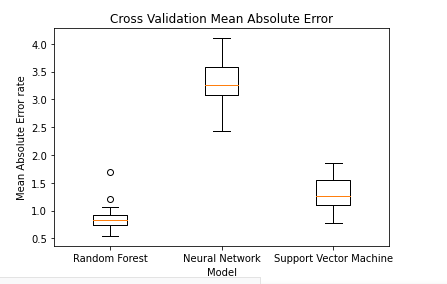 Cross Validation Mean Absolute Error
Mean Absolute Error rate
4.0
3.5
3.0
2.5
2.0
1.5
1.0
0.5
Random Forest Neural Network Support Vector Machine
Model